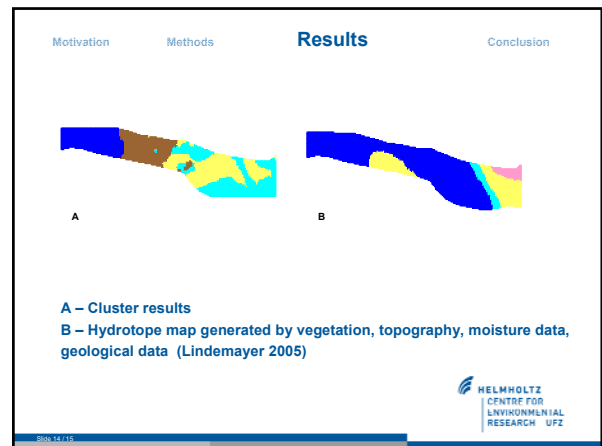 Motivation Methods Results Conclusion
A B
A – Cluster results
B – Hydrotope map generated by vegetation, topography, moisture data,
geological data (Lindemayer 2005)
HELMHOLTZ
CENTRE FOR
ENVIRONMENTAL
RESEARCH UFZ
Slide 14 / 15